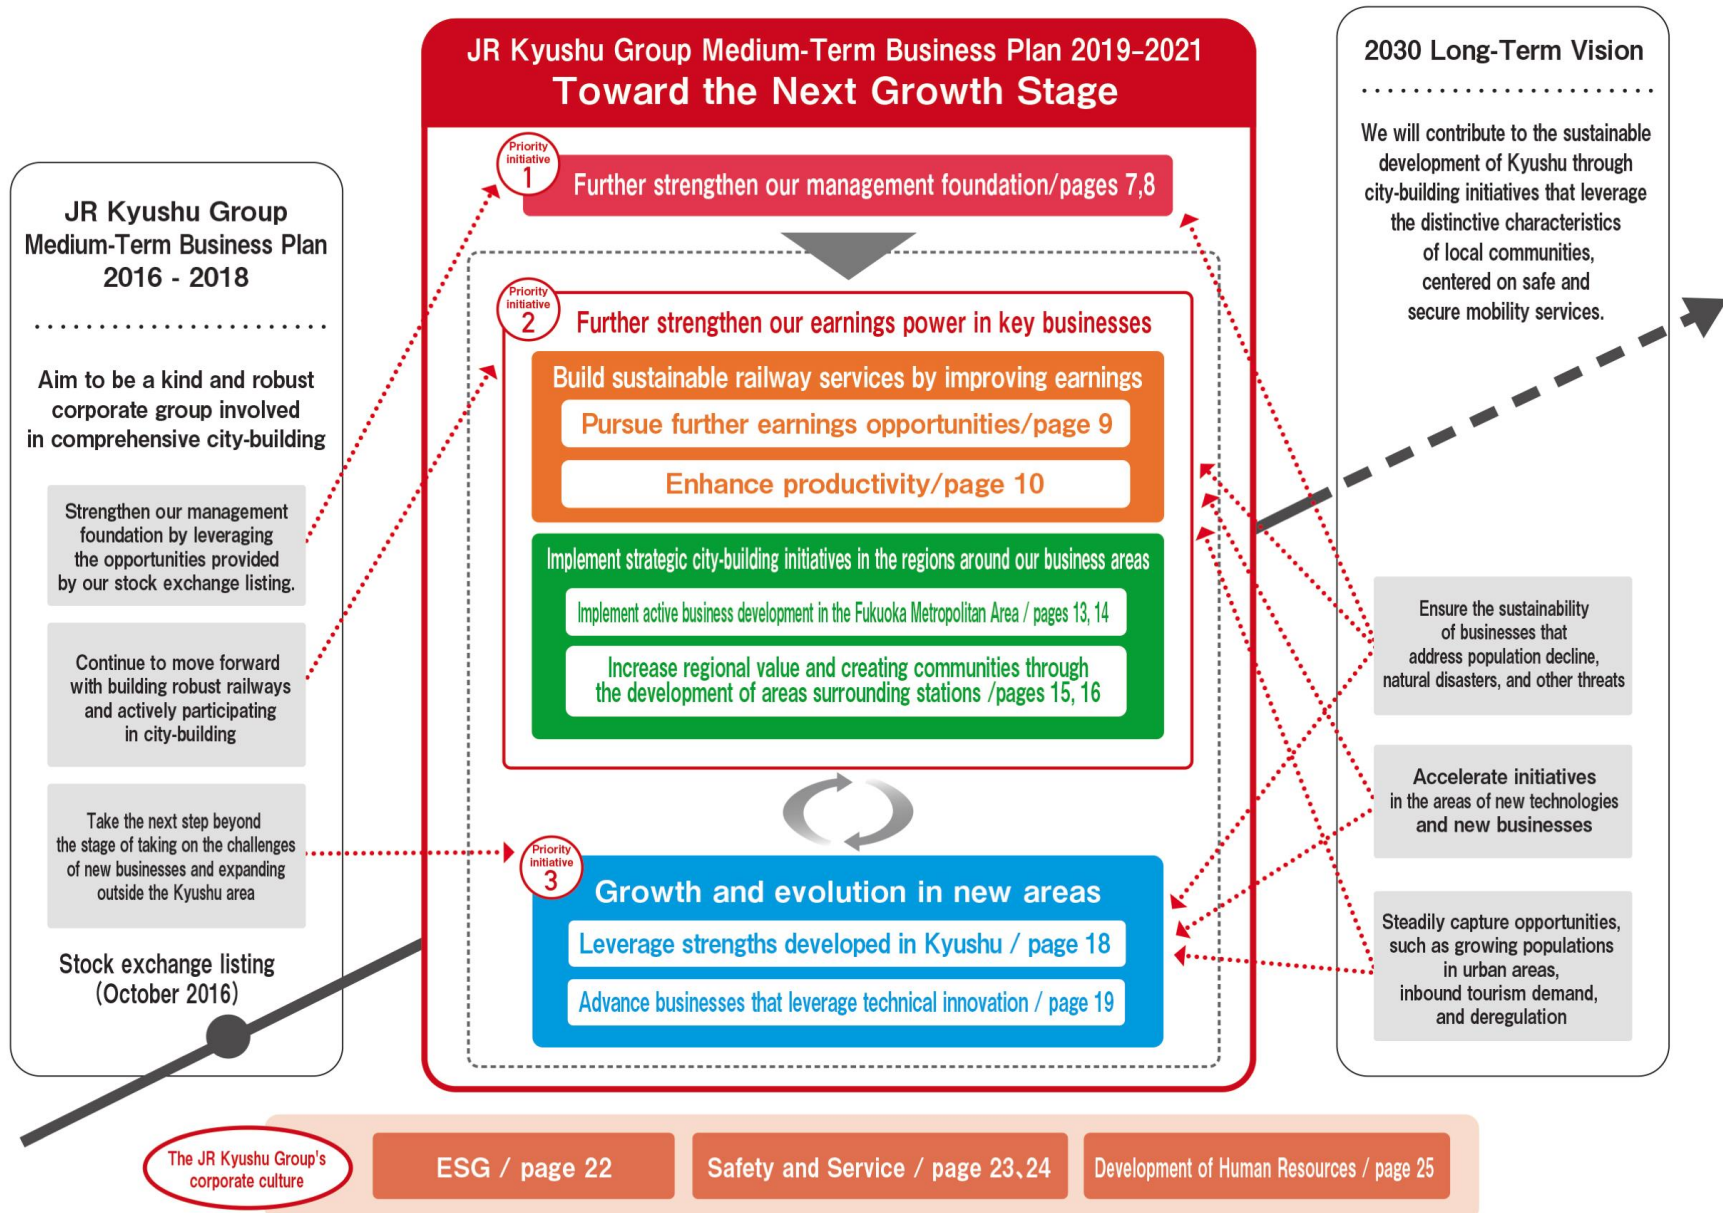 JR Kyushu Group
Medium-Term Business Plan
2016 - 2018
Aim to be a kind and robust
corporate group involved
in comprehensive city-building
Strengthen our management
foundation by leveraging
the opportunities provided
by our stock exchange listing.
Continue to move forward
with building robust railways
and actively participating
in city-building
Take the next step beyond
the stage of taking on the challenges
of new businesses and expanding
outside the Kyushu area
Stock exchange listing
(October 2016)
JR Kyushu Group Medium-Term Business Plan 2019–2021
Toward the Next Growth Stage
Priority
initiative
1
Further strengthen our management foundation/pages 7,8
Priority
initiative
2
Further strengthen our earnings power in key businesses
Build sustainable railway services by improving earnings
Pursue further earnings opportunities/page 9
Enhance productivity/page 10
Implement strategic city-building initiatives in the regions around our business areas
Implement active business development in the Fukuoka Metropolitan Area / pages 13, 14
Increase regional value and creating communities through
the development of areas surrounding stations /pages 15, 16
Priority
initiative
3
Growth and evolution in new areas
Leverage strengths developed in Kyushu / page 18
Advance businesses that leverage technical innovation / page 19
2030 Long-Term Vision
We will contribute to the sustainable
development of Kyushu through
city-building initiatives that leverage
the distinctive characteristics
of local communities,
centered on safe and
secure mobility services.
Ensure the sustainability
of businesses that
address population decline,
natural disasters, and other threats
Accelerate initiatives
in the areas of new technologies
and new businesses
Steadily capture opportunities,
such as growing populations
in urban areas,
inbound tourism demand,
and deregulation
The JR Kyushu Group's
corporate culture
ESG / page 22
Safety and Service / page 23、24
Development of Human Resources / page 25